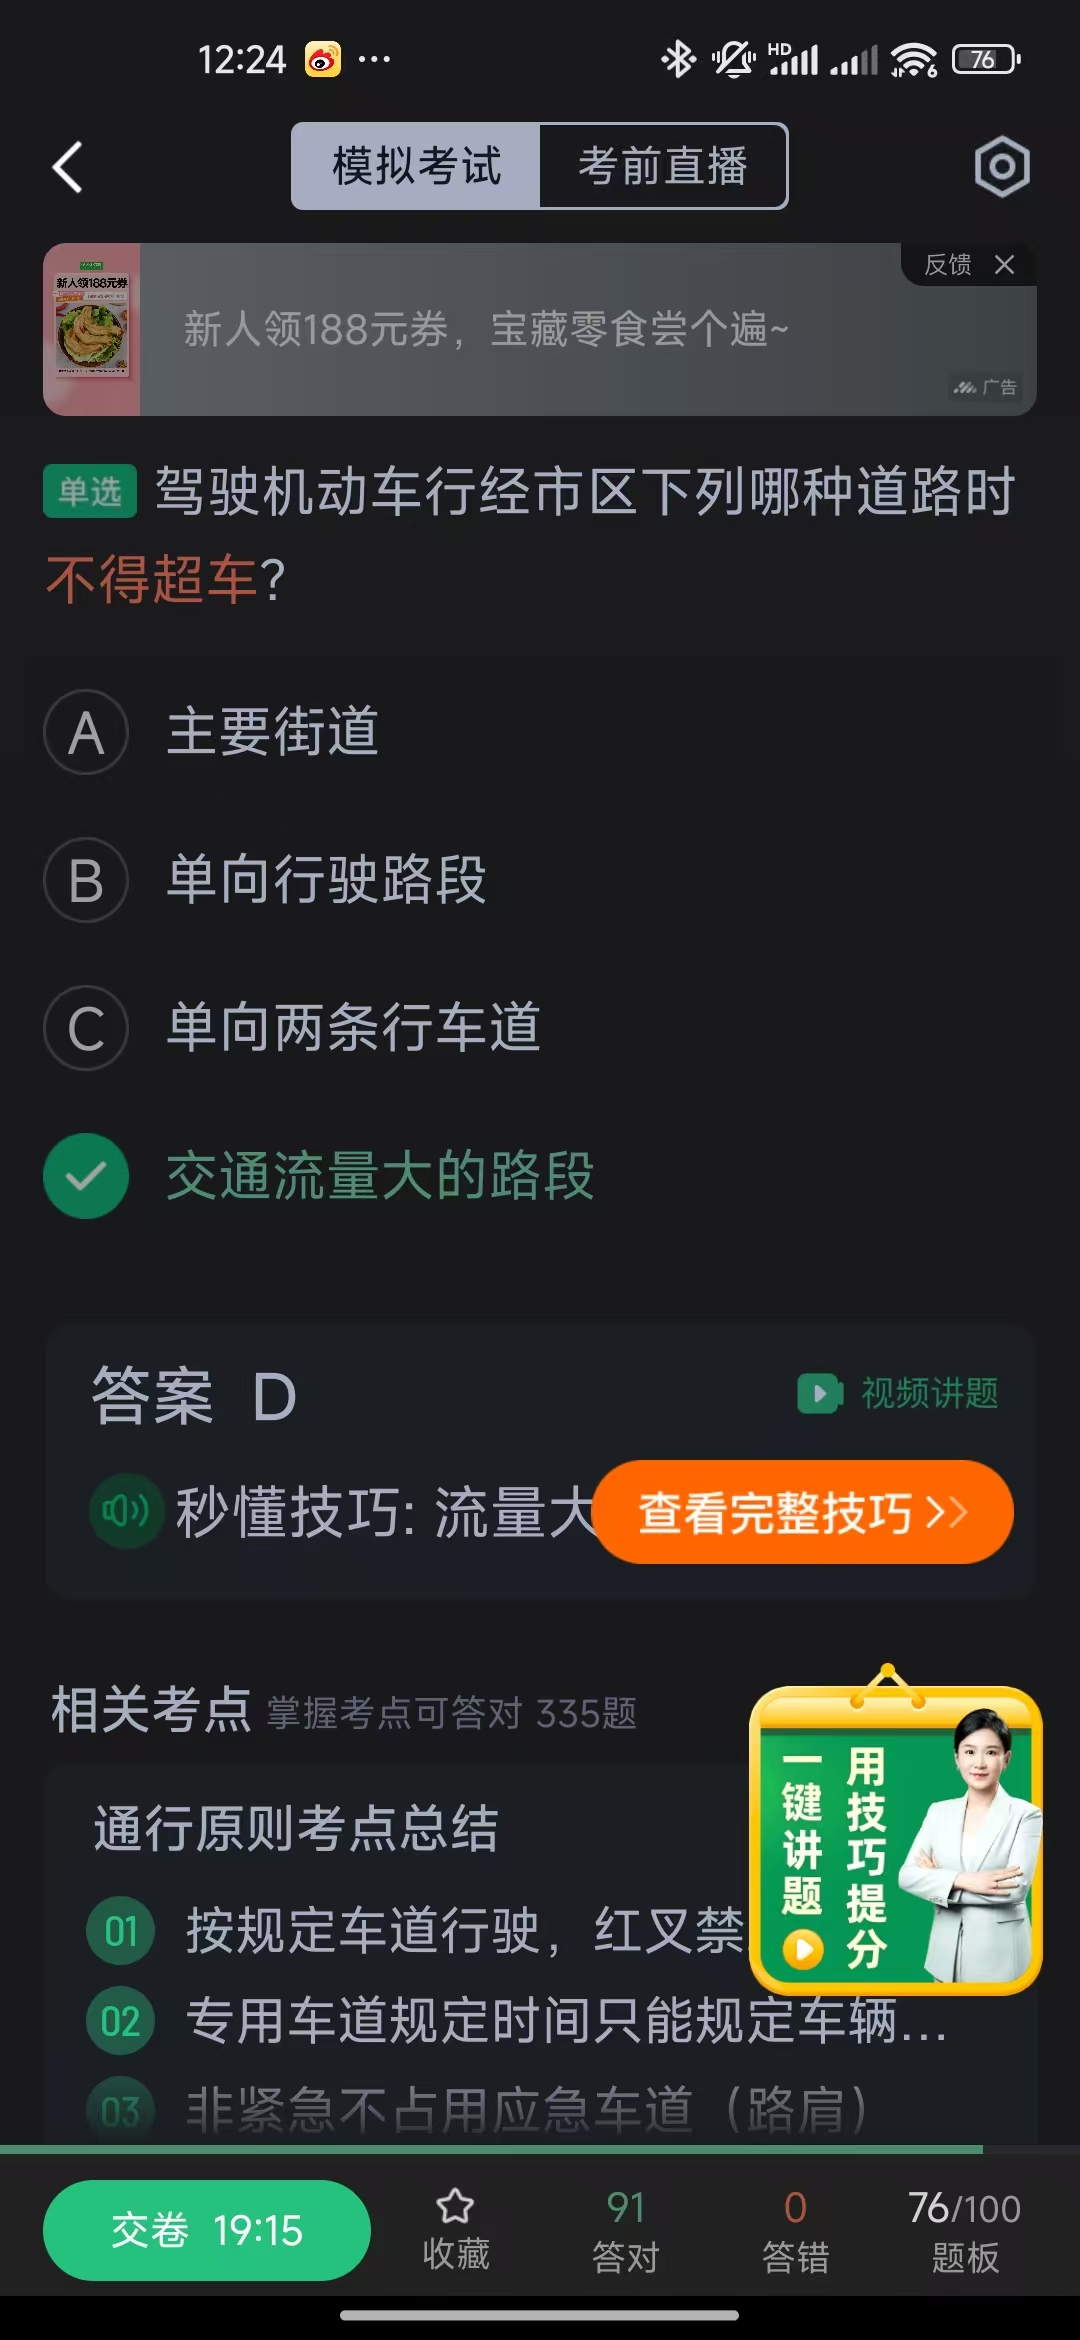 12:24
HD
6
76
模拟考试
考前直播
新人领188元券
新人领188元券，宝藏零食尝个遍~
反馈
广告
单选 驾驶机动车行经市区下列哪种道路时
不得超车?
A 主要街道
B 单向行驶路段
C 单向两条行车道
交通流量大的路段
答案 D
视频讲题
秒懂技巧: 流量大
查看完整技巧
相关考点 掌握考点可答对 335题
通行原则考点总结
01 按规定车道行驶，红叉禁
02 专用车道规定时间只能规定车辆...
03 非紧急不占用应急车道（路肩）
用技巧提分
一键讲题
交卷 19:15
收藏
91
答对
0
答错
76/100
题板